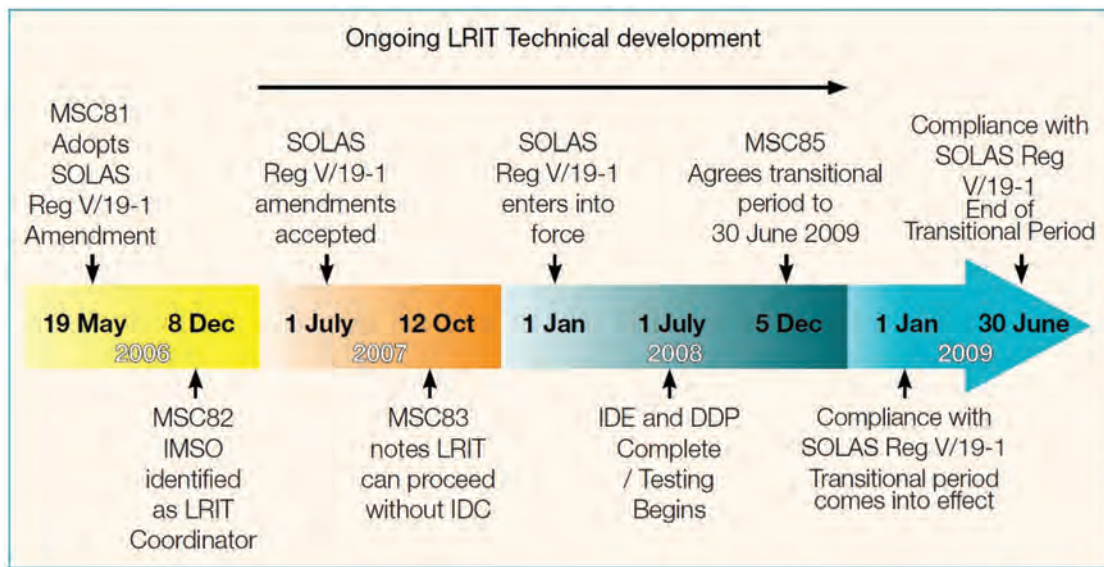 Ongoing LRIT Technical development
MSC81
Adopts
SOLAS
Reg V/19-1
Amendment
SOLAS
Reg V/19-1
amendments
accepted
SOLAS
Reg V/19-1
enters into
force
MSC85
Agrees transitional
period to
30 June 2009
Compliance with
SOLAS Reg
V/19-1
End of
Transitional Period
19 May 8 Dec
2006
1 July 12 Oct
2007
1 Jan 1 July 5 Dec
2008
1 Jan 30 June
2009
MSC82
IMSO
identified
as LRIT
Coordinator
MSC83
notes LRIT
can proceed
without IDC
IDE and DDP
Complete
/ Testing
Begins
Compliance with
SOLAS Reg V/19-1
Transitional period
comes into effect